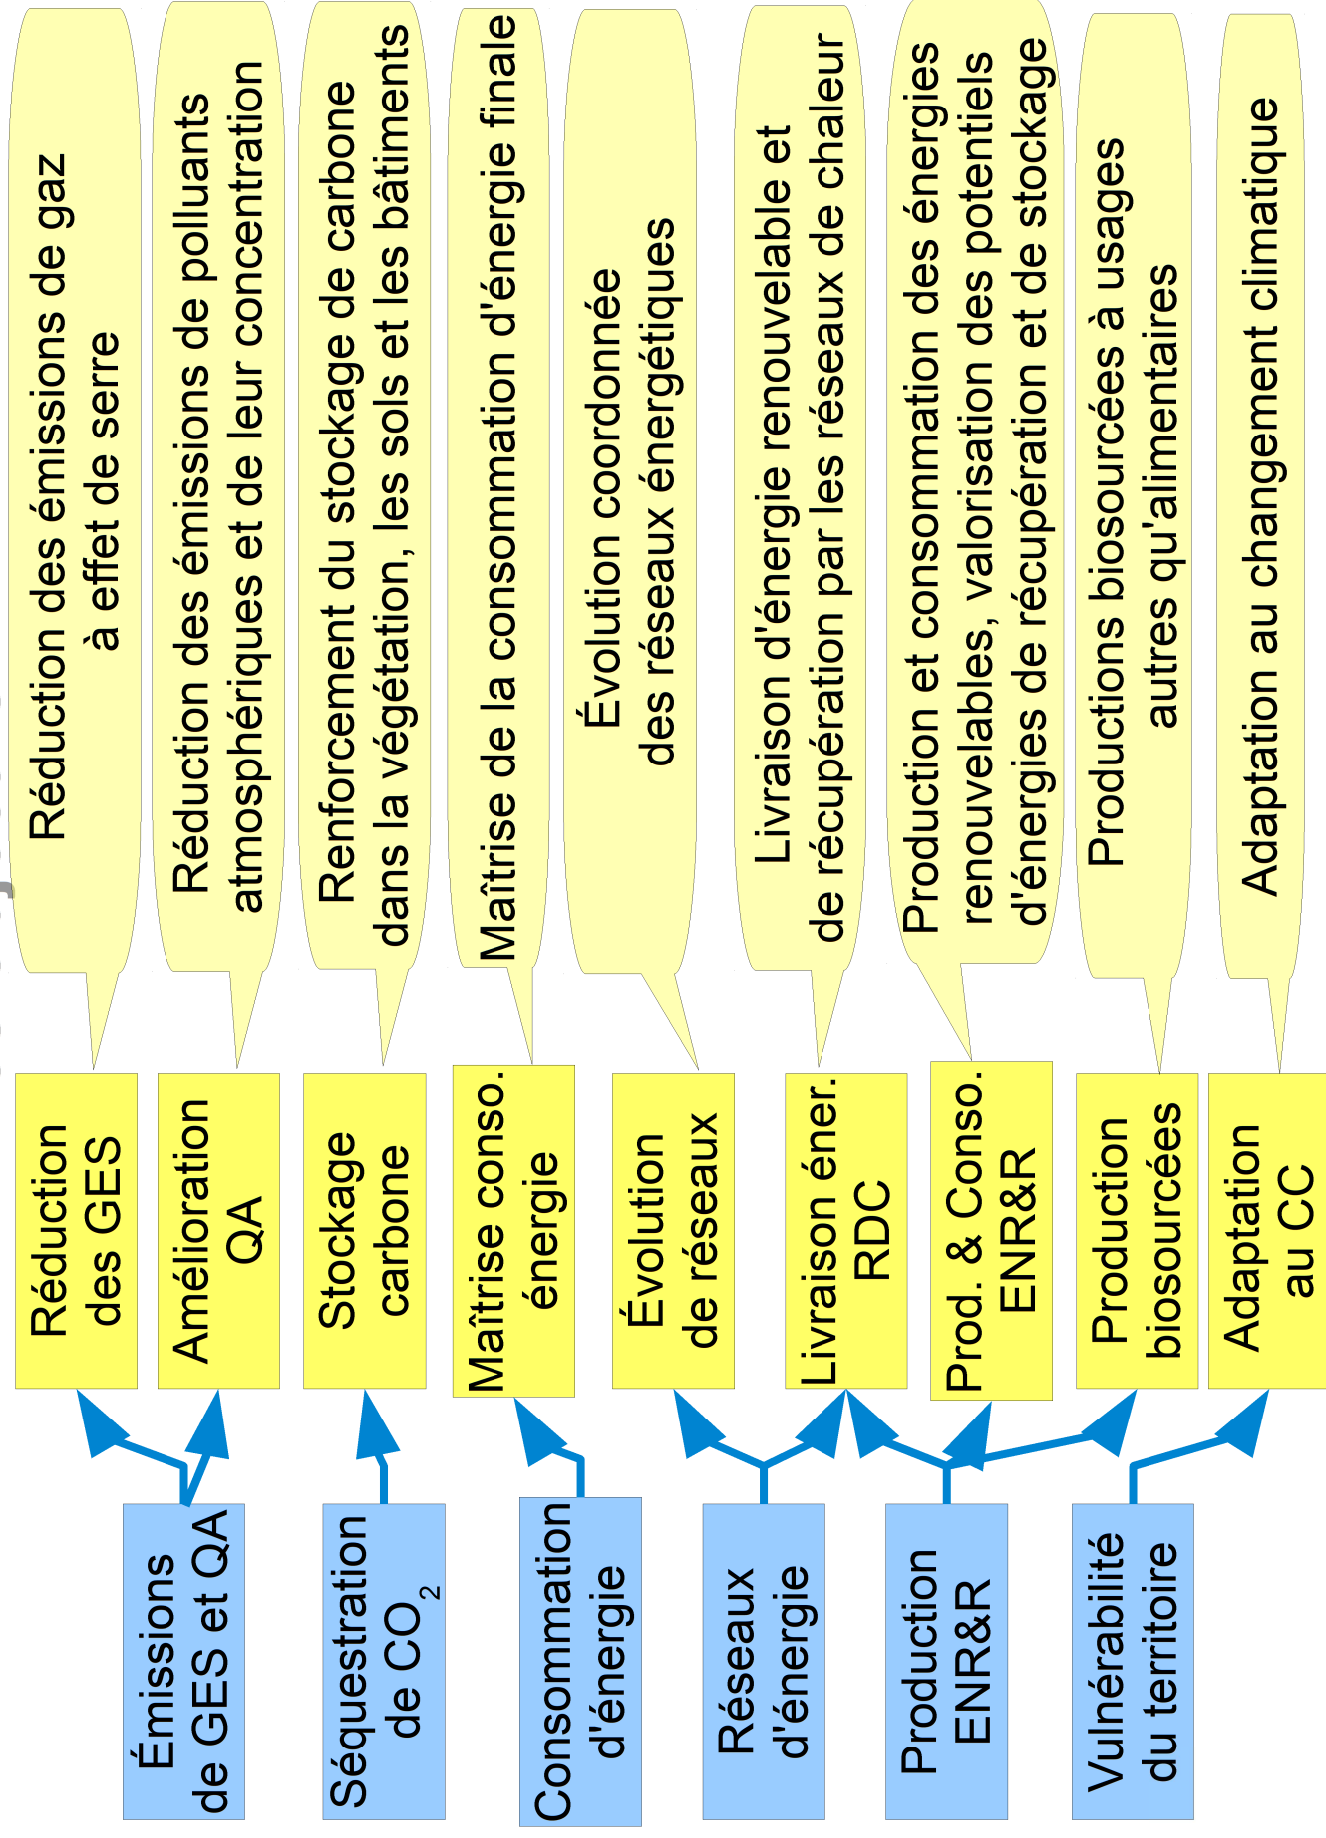 Émissions
de GES et QA
Séquestration
de CO₂
Consommation
d'énergie
Réseaux
d'énergie
Production
ENR&R
Vulnérabilité
du territoire
Réduction
des GES
Amélioration
QA
Stockage
carbone
Maîtrise conso.
énergie
Évolution
de réseaux
Livraison éner.
RDC
Prod. & Conso.
ENR&R
Production
biosourcées
Adaptation
au CC
Réduction des émissions de gaz
à effet de serre
Réduction des émissions de polluants
atmosphériques et de leur concentration
Renforcement du stockage de carbone
dans la végétation, les sols et les bâtiments
Maîtrise de la consommation d'énergie finale
Évolution coordonnée
des réseaux énergétiques
Livraison d'énergie renouvelable et
de récupération par les réseaux de chaleur
Production et consommation des énergies
renouvelables, valorisation des potentiels
d'énergies de récupération et de stockage
Productions biosourcées à usages
autres qu'alimentaires
Adaptation au changement climatique